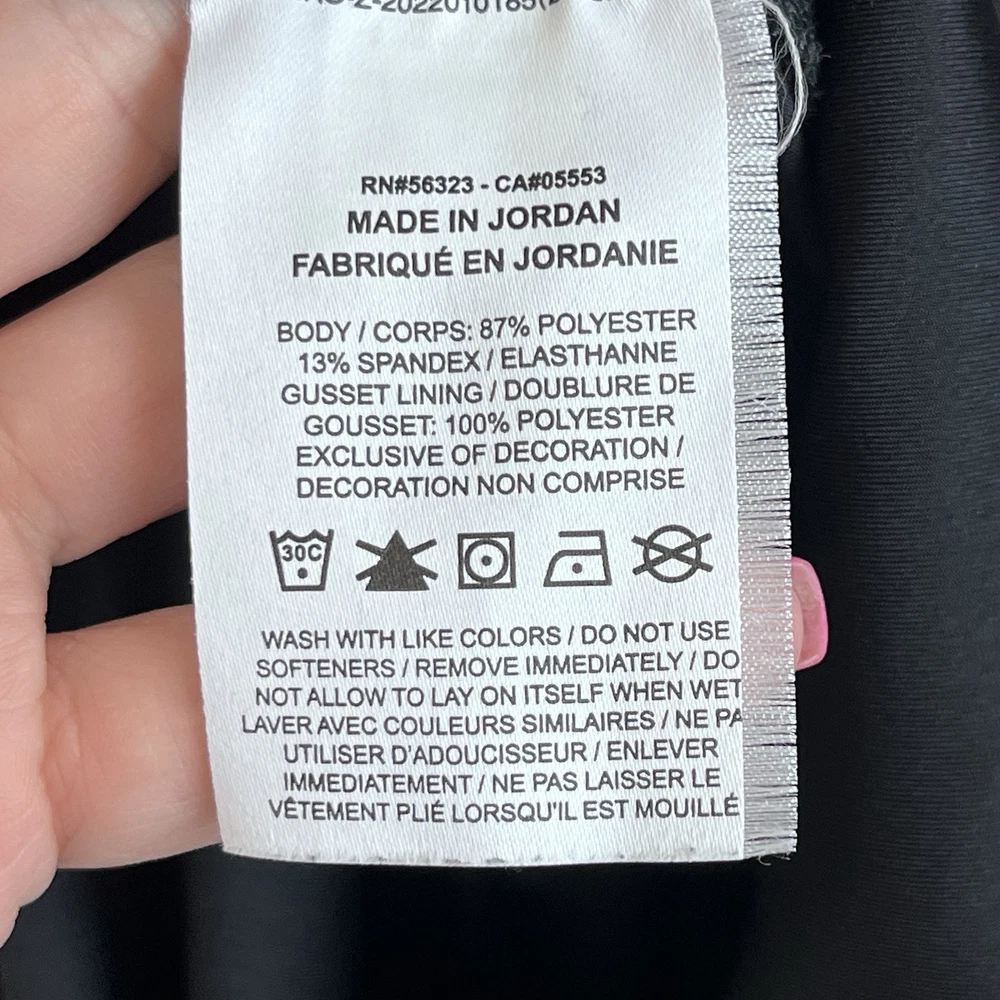 RN#56323 - CA#05553
MADE IN JORDAN
FABRIQUÉ EN JORDANIE
BODY / CORPS: 87% POLYESTER
13% SPANDEX / ELASTHANNE
GUSSET LINING / DOUBLURE DE
GOUSSET: 100% POLYESTER
EXCLUSIVE OF DECORATION /
DECORATION NON COMPRISE
30C
WASH WITH LIKE COLORS / DO NOT USE
SOFTENERS / REMOVE IMMEDIATELY / DO
NOT ALLOW TO LAY ON ITSELF WHEN WET
LAVER AVEC COULEURS SIMILAIRES / NE PA
UTILISER D'ADOUCISSEUR / ENLEVER
IMMEDIATEMENT / NE PAS LAISSER LE
VÊTEMENT PLIÉ LORSQU'IL EST MOUILLÉ